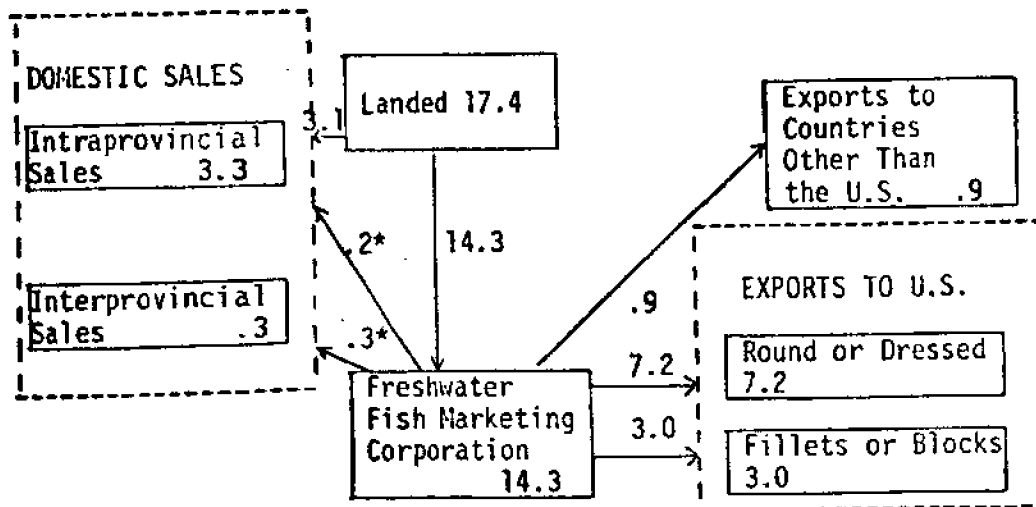 DOMESTIC SALES
Intraprovincial
Sales 3.3
Interprovincial
Sales .3
3.1
Landed 17.4
14.3
.2*
.3*
Freshwater
Fish Marketing
Corporation
14.3
.9
7.2
3.0
Exports to
Countries
Other Than
the U.S. .9
EXPORTS TO U.S.
Round or Dressed
7.2
Fillets or Blocks
3.0